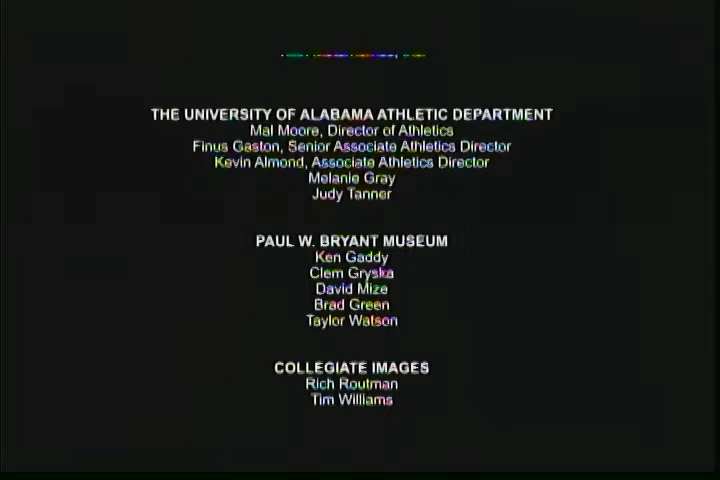 THE UNIVERSITY OF ALABAMA ATHLETIC DEPARTMENT
Mal Moore, Director of Athletics
Finus Gaston, Senior Associate Athletics Director
Kevin Almond, Associate Athletics Director
Melanie Gray
Judy Tanner
PAUL W. BRYANT MUSEUM
Ken Gaddy
Clem Gryska
David Mize
Brad Green
Taylor Watson
COLLEGIATE IMAGES
Rich Routman
Tim Williams